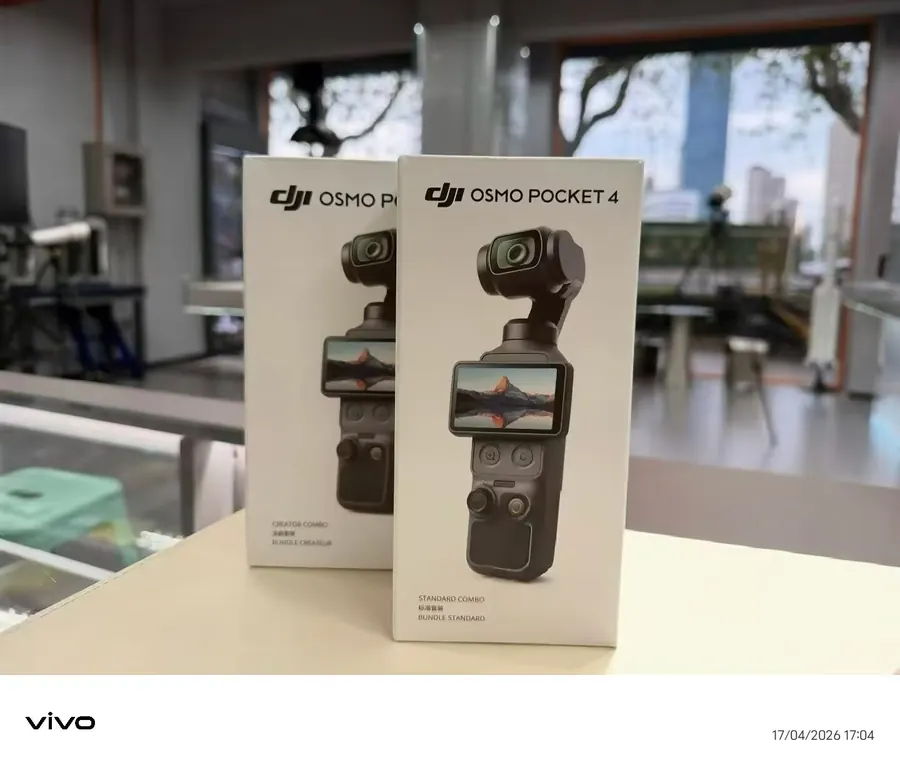 dji OSMO PO
dji OSMO POCKET 4
CREATOR COMBO
BUNDLE CREATEUR
STANDARD COMBO
标准套装
BUNDLE STANDARD
vivo
17/04/2026 17:04